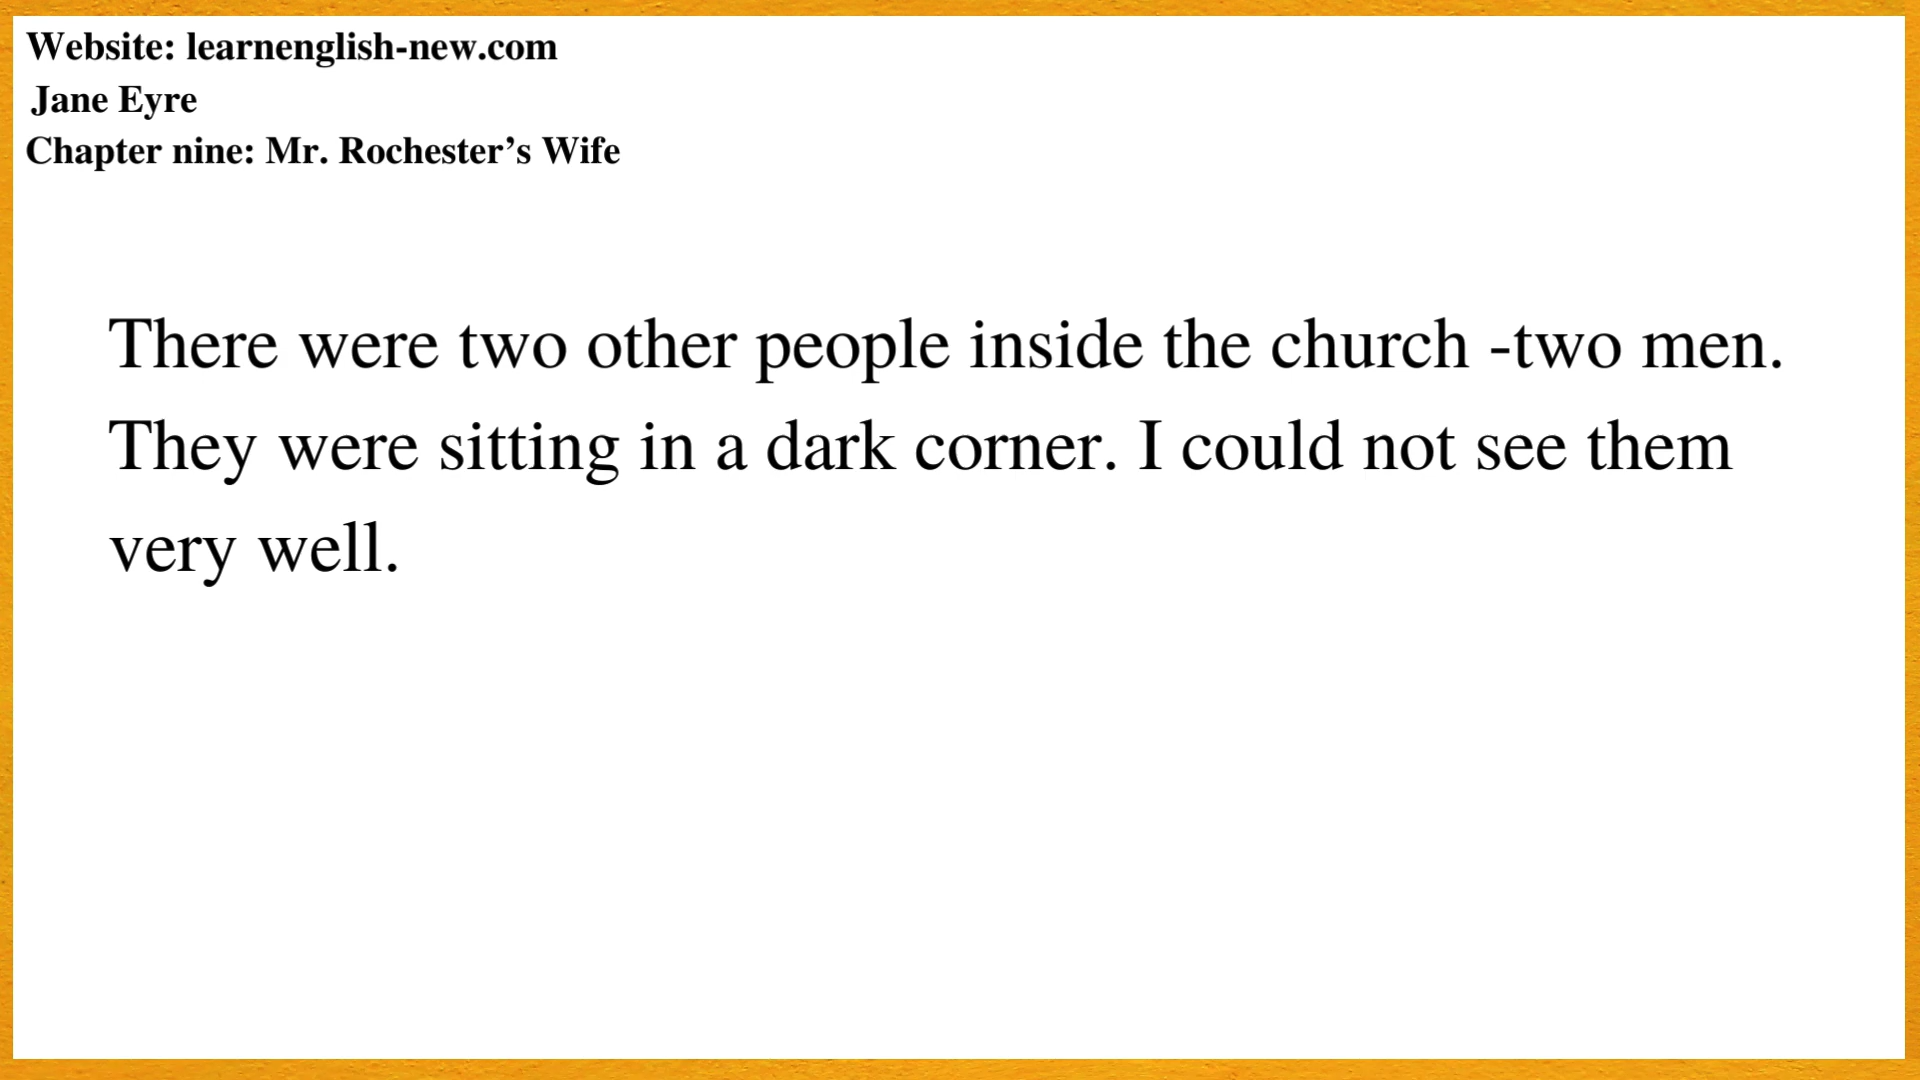 Website: learnenglish-new.com
Jane Eyre
Chapter nine: Mr. Rochester’s Wife
There were two other people inside the church -two men.
They were sitting in a dark corner. I could not see them
very well.